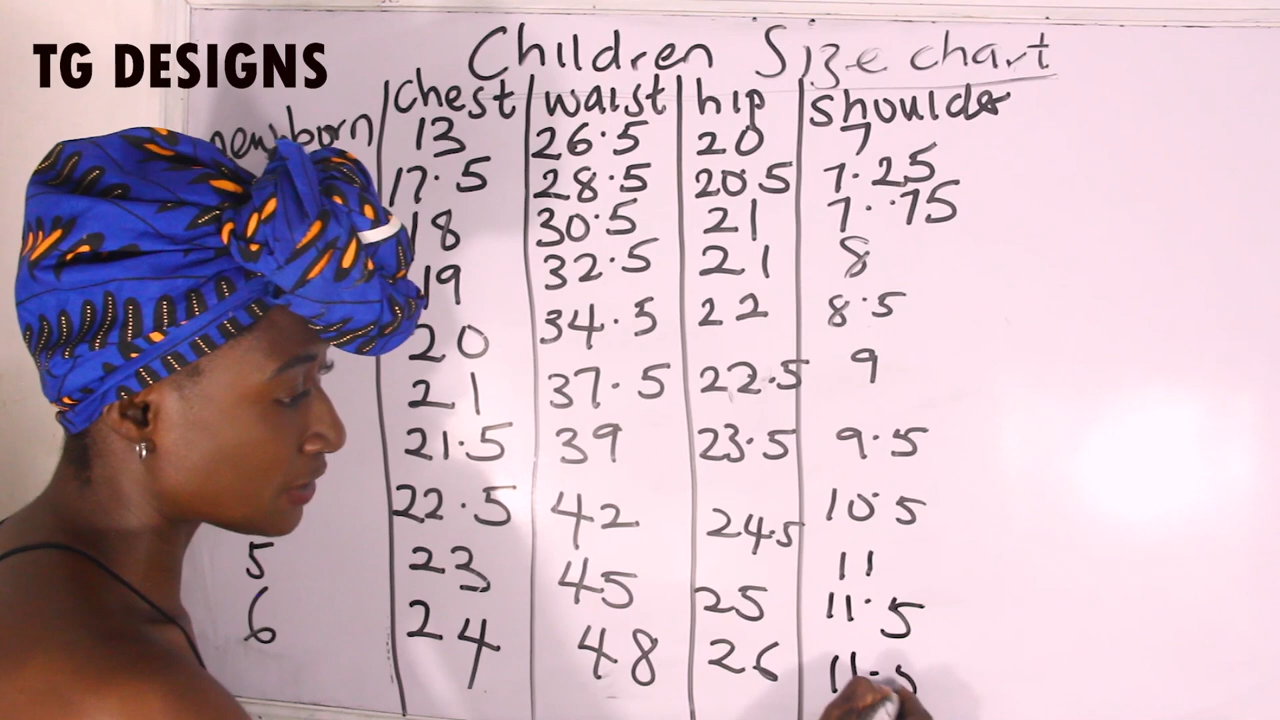 TG DESIGNS
Children Size chart
chest waist hip shoulder
newborn 13 26.5 20 7
17.5 28.5 20.5 7.25
18 30.5 21 7.75
19 32.5 21 8
20 34.5 22 8.5
21 37.5 22.5 9
21.5 39 23.5 9.5
22.5 42 24.5 10.5
5 23 45 25 11
6 24 48 26 11.5
11.5